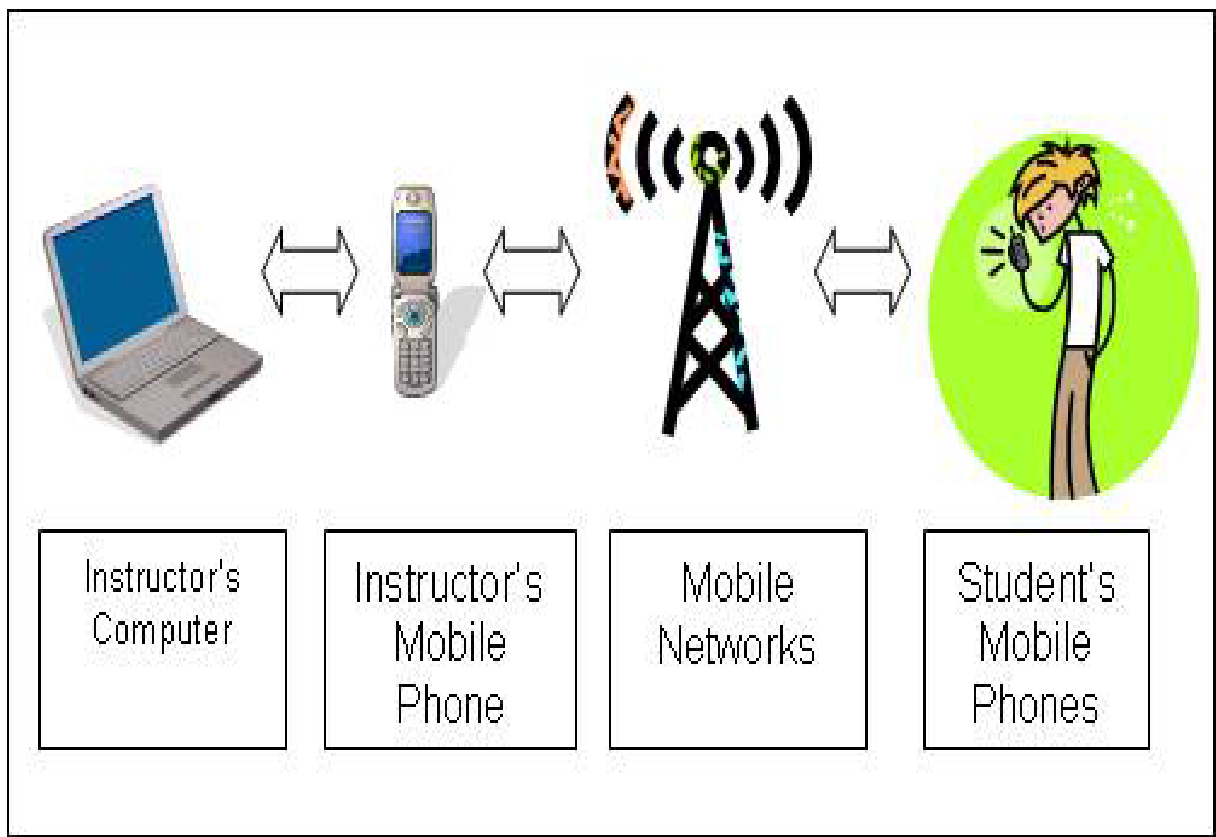 Instructor's
Computer
Instructor's
Mobile
Phone
Mobile
Networks
Student's
Mobile
Phones